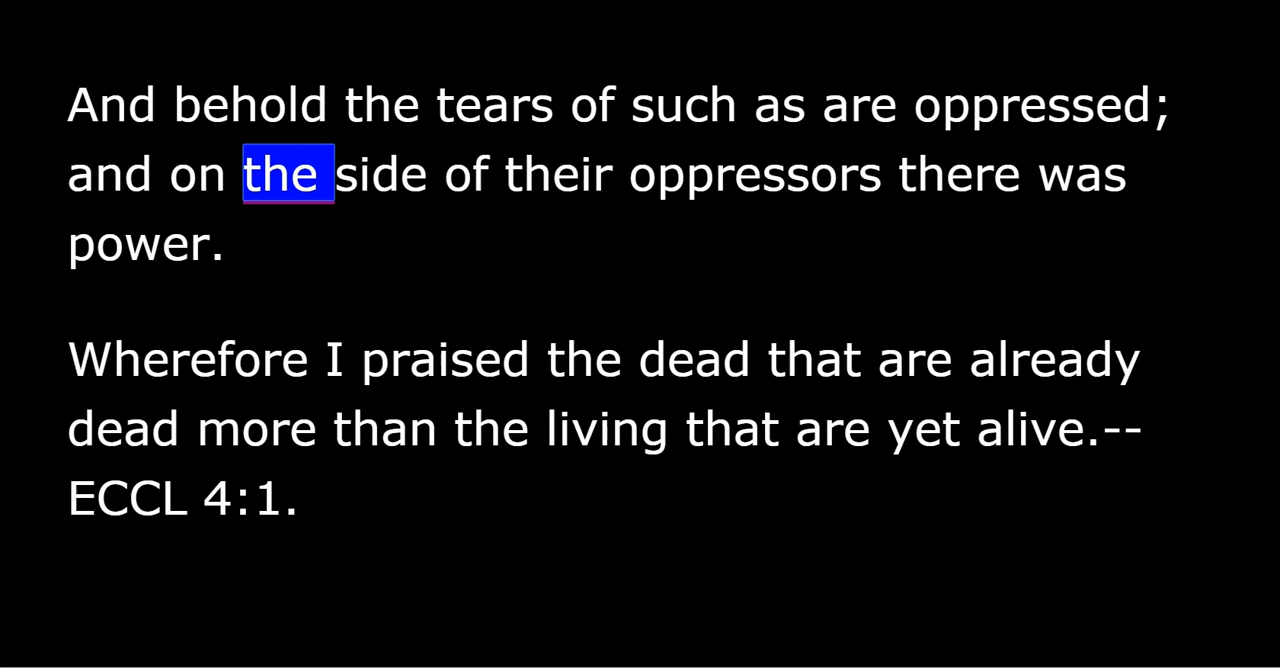 And behold the tears of such as are oppressed;
and on the side of their oppressors there was
power.
Wherefore I praised the dead that are already
dead more than the living that are yet alive.--
ECCL 4:1.